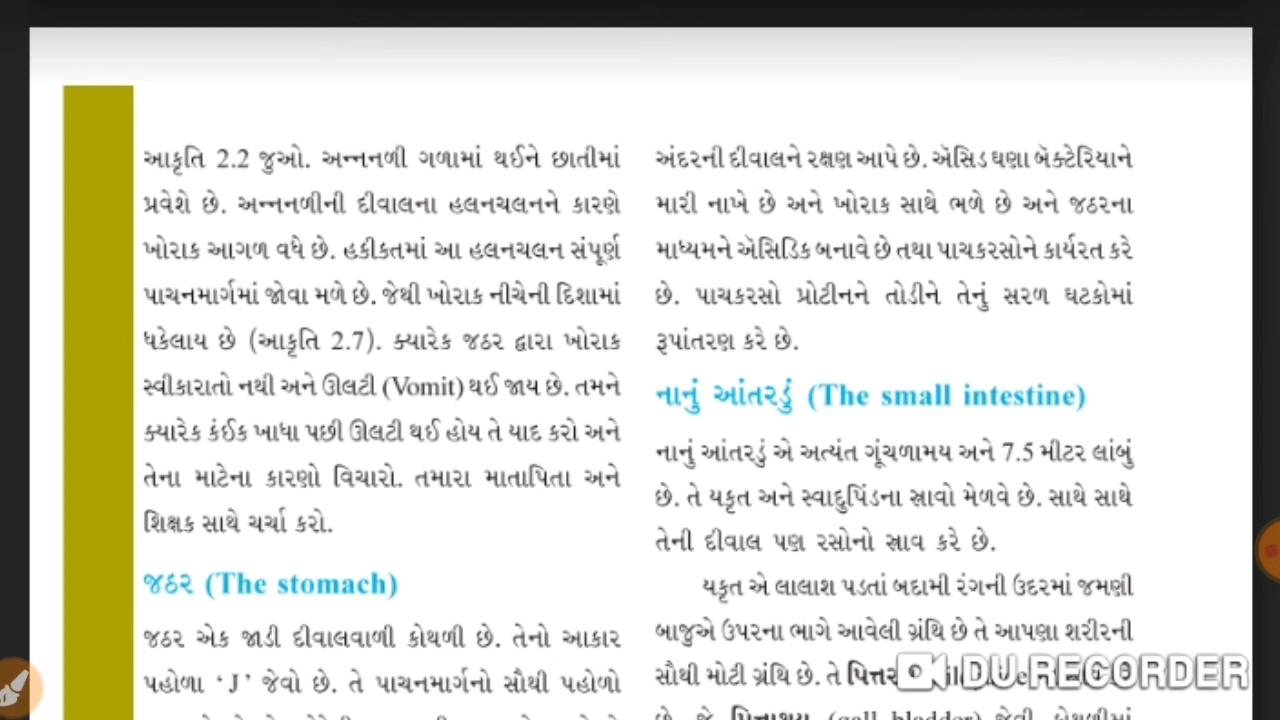 આકૃતિ 2.2 જુઓ. અન્નનળી ગળામાં થઈને છાતીમાં
પ્રવેશે છે. અન્નનળીની દીવાલના હલનચલનને કારણે
ખોરાક આગળ વધે છે. હકીકતમાં આ હલનચલન સંપૂર્ણ
પાચનમાર્ગમાં જોવા મળે છે. જેથી ખોરાક નીચેની દિશામાં
ધકેલાય છે (આકૃતિ 2.7). ક્યારેક જઠર દ્વારા ખોરાક
સ્વીકારાતો નથી અને ઊલટી (Vomit) થઈ જાય છે. તમને
ક્યારેક કંઈક ખાધા પછી ઊલટી થઈ હોય તે યાદ કરો અને
તેના માટેના કારણો વિચારો. તમારા માતાપિતા અને
શિક્ષક સાથે ચર્ચા કરો.
જઠર (The stomach)
જઠર એક જાડી દીવાલવાળી કોથળી છે. તેનો આકાર
પહોળા ‘J’ જેવો છે. તે પાચનમાર્ગનો સૌથી પહોળો
અંદરની દીવાલને રક્ષણ આપે છે. ઍસિડ ઘણા બૅક્ટેરિયાને
મારી નાખે છે અને ખોરાક સાથે ભળે છે અને જઠરના
માધ્યમને ઍસિડિક બનાવે છે તથા પાચકરસોને કાર્યરત કરે
છે. પાચકરસો પ્રોટીનને તોડીને તેનું સરળ ઘટકોમાં
રૂપાંતરણ કરે છે.
નાનું આંતરડું (The small intestine)
નાનું આંતરડું એ અત્યંત ગૂંચળામય અને 7.5 મીટર લાંબું
છે. તે યકૃત અને સ્વાદુપિંડના સ્રાવો મેળવે છે. સાથે સાથે
તેની દીવાલ પણ રસોનો સ્રાવ કરે છે.
યકૃત એ લાલાશ પડતાં બદામી રંગની ઉદરમાં જમણી
બાજુએ ઉપરના ભાગે આવેલી ગ્રંથિ છે તે આપણા શરીરની
સૌથી મોટી ગ્રંથિ છે. તે
DU RECORDER
છે, જે પિત્તાશય (gall bladder) જેવી કોથળીમાં